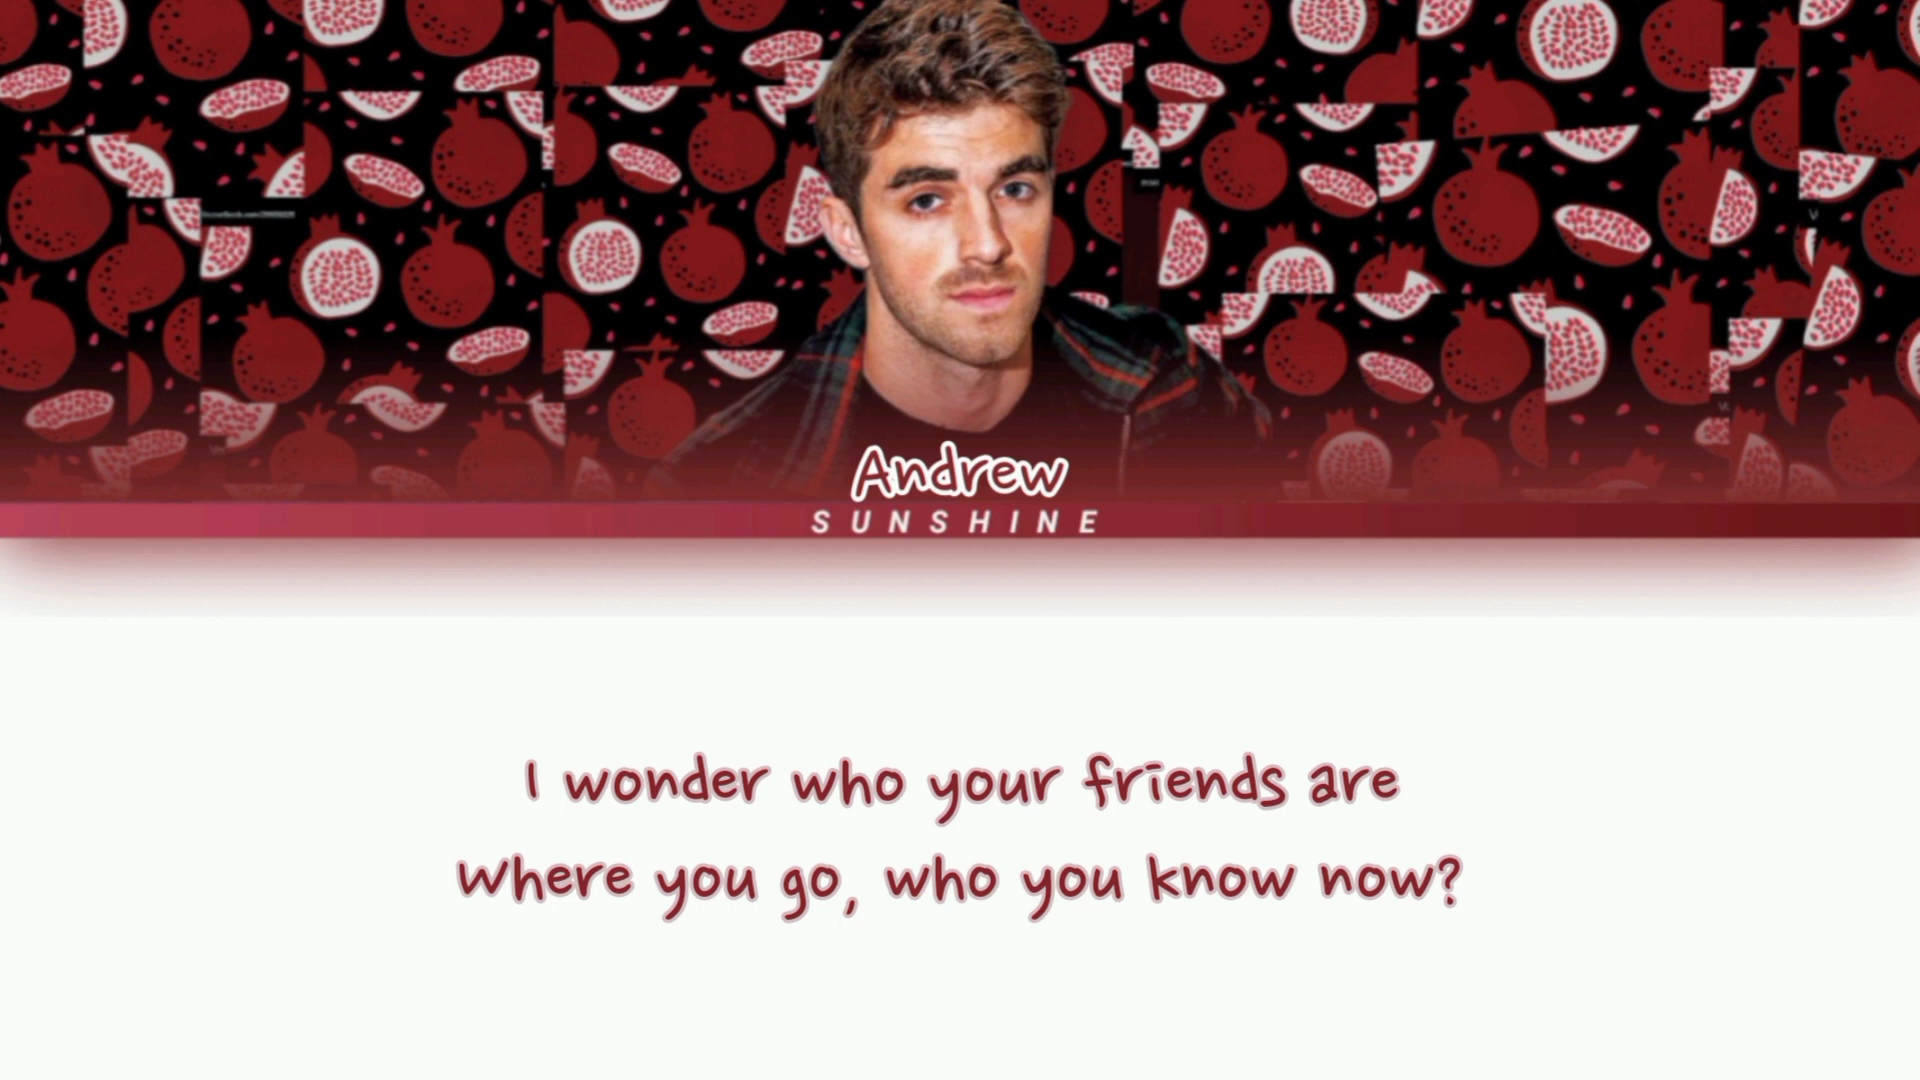 Andrew
SUNSHINE
I wonder who your friends are
Where you go, who you know now?